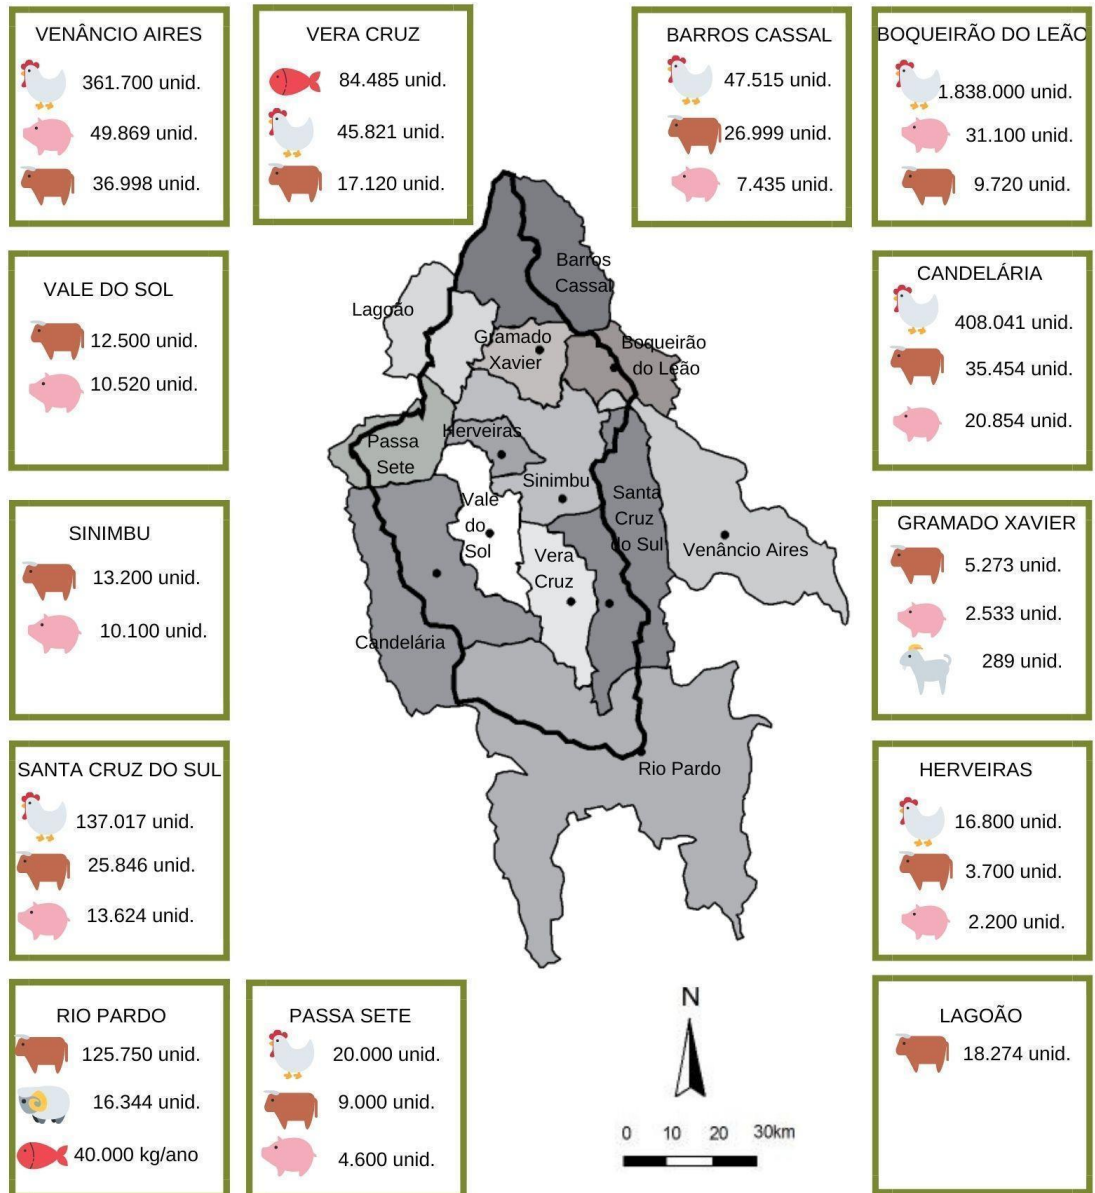 VENÂNCIO AIRES
361.700 unid.
49.869 unid.
36.998 unid.
VERA CRUZ
84.485 unid.
45.821 unid.
17.120 unid.
BARROS CASSAL
47.515 unid.
26.999 unid.
7.435 unid.
BOQUEIRÃO DO LEÃO
1.838.000 unid.
31.100 unid.
9.720 unid.
VALE DO SOL
12.500 unid.
10.520 unid.
CANDELÁRIA
408.041 unid.
35.454 unid.
20.854 unid.
SINIMBU
13.200 unid.
10.100 unid.
GRAMADO XAVIER
5.273 unid.
2.533 unid.
289 unid.
SANTA CRUZ DO SUL
137.017 unid.
25.846 unid.
13.624 unid.
HERVEIRAS
16.800 unid.
3.700 unid.
2.200 unid.
RIO PARDO
125.750 unid.
16.344 unid.
40.000 kg/ano
PASSA SETE
20.000 unid.
9.000 unid.
4.600 unid.
LAGOÃO
18.274 unid.
Barros
Cassal
Lagoão
Gramado
Xavier
Boqueirão
do Leão
Passa
Sete
Herveiras
Sinimbu
Vale
do
Sol
Santa
Cruz
do Sul
Vera
Cruz
Venâncio Aires
Candelária
Rio Pardo
N
0 10 20 30km